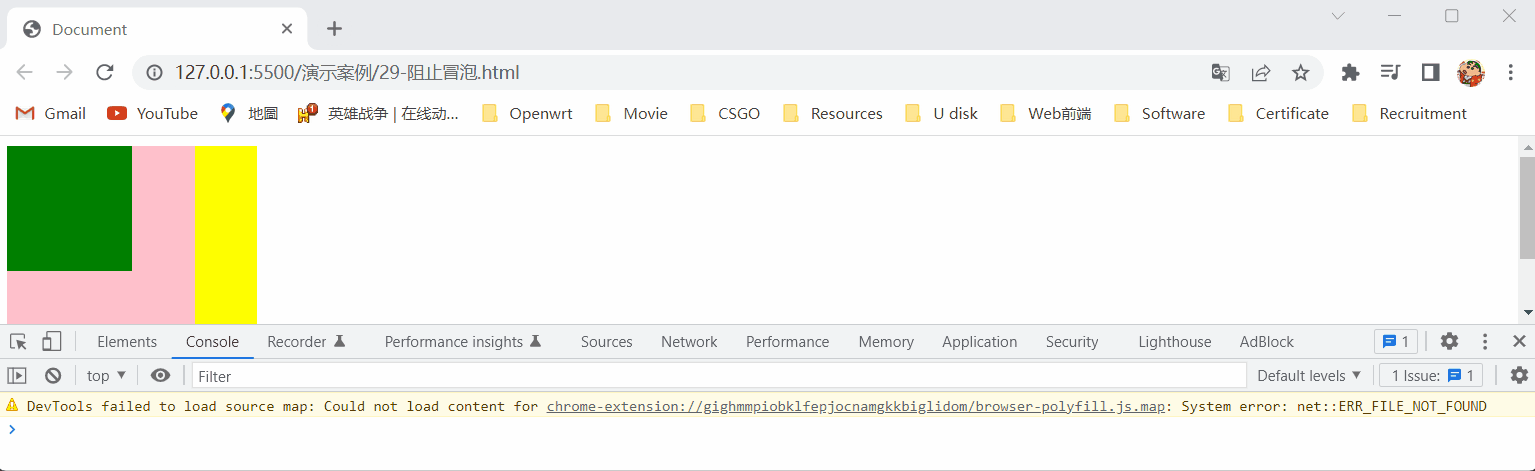 Document
127.0.0.1:5500/演示案例/29-阻止冒泡.html
Gmail YouTube 地圖 英雄战争 | 在线动... Openwrt Movie CSGO Resources U disk Web前端 Software Certificate Recruitment
Elements Console Recorder Performance insights Sources Network Performance Memory Application Security Lighthouse AdBlock 1
top Filter Default levels 1 Issue: 1
DevTools failed to load source map: Could not load content for chrome-extension://gighmmpiobklfepjocnamgkkbiglidom/browser-polyfill.js.map: System error: net::ERR_FILE_NOT_FOUND